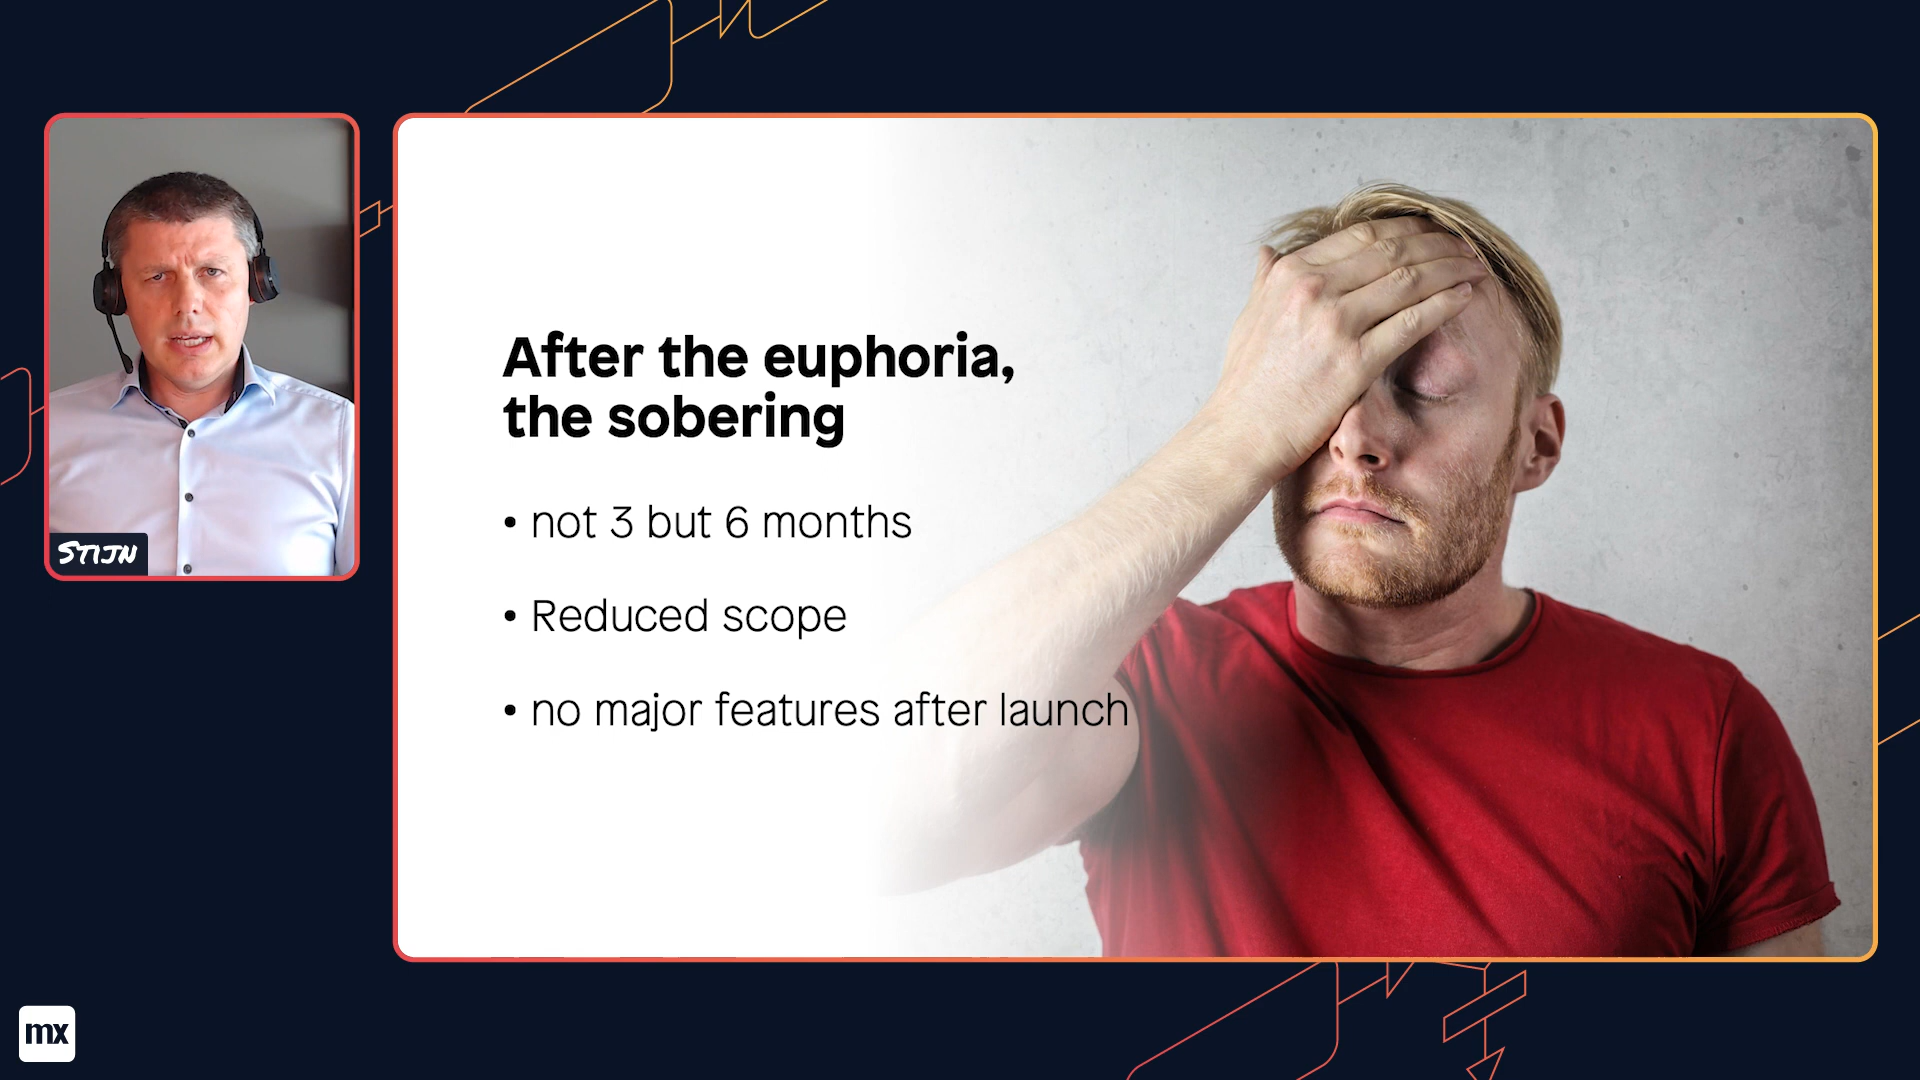 After the euphoria,
the sobering
• not 3 but 6 months
• Reduced scope
• no major features after launch
STIJN
mx